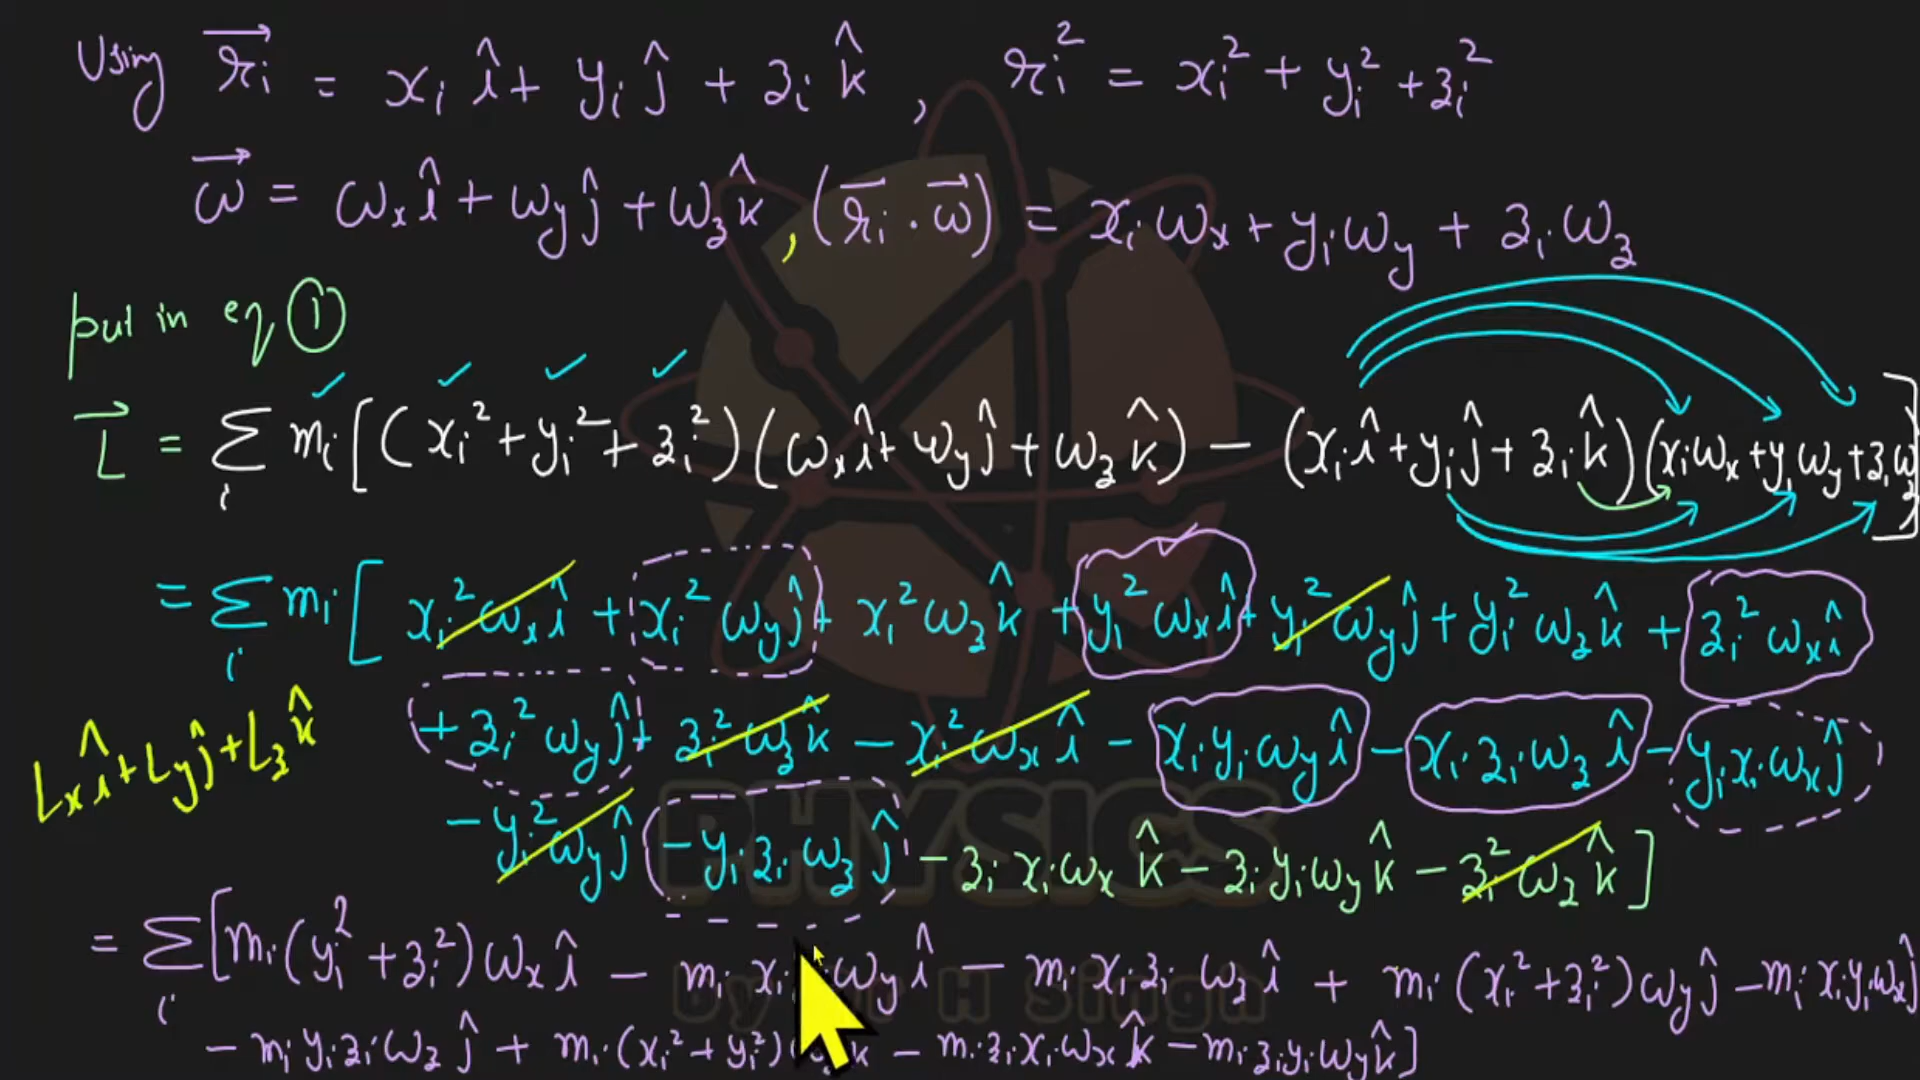 Using r⃗ᵢ = xᵢ î + yᵢ ĵ + zᵢ k̂ , rᵢ² = xᵢ² + yᵢ² + zᵢ²
ω⃗ = ωₓ î + ω_y ĵ + ω_z k̂ , (r⃗ᵢ · ω⃗) = xᵢ ωₓ + yᵢ ω_y + zᵢ ω_z
put in eq ①
L⃗ = Σᵢ mᵢ [(xᵢ² + yᵢ² + zᵢ²)(ωₓ î + ω_y ĵ + ω_z k̂) − (xᵢ î + yᵢ ĵ + zᵢ k̂)(xᵢ ωₓ + yᵢ ω_y + zᵢ ω_z)]
= Σᵢ mᵢ [xᵢ² ωₓ î + xᵢ² ω_y ĵ + xᵢ² ω_z k̂ + yᵢ² ωₓ î + yᵢ² ω_y ĵ + yᵢ² ω_z k̂ + zᵢ² ωₓ î
Lₓ î + L_y ĵ + L_z k̂
+ zᵢ² ω_y ĵ + zᵢ² ω_z k̂ − xᵢ² ωₓ î − xᵢ yᵢ ω_y î − xᵢ zᵢ ω_z î − yᵢ xᵢ ωₓ ĵ
− yᵢ² ω_y ĵ − yᵢ zᵢ ω_z ĵ − zᵢ xᵢ ωₓ k̂ − zᵢ yᵢ ω_y k̂ − zᵢ² ω_z k̂]
PHYSICS
= Σᵢ [mᵢ (yᵢ² + zᵢ²) ωₓ î − mᵢ xᵢ ω_y î − mᵢ xᵢ zᵢ ω_z î + mᵢ (xᵢ² + zᵢ²) ω_y ĵ − mᵢ xᵢ yᵢ ωₓ ĵ
by H Singh
− mᵢ yᵢ zᵢ ω_z ĵ + mᵢ (xᵢ² + yᵢ²) k̂ − mᵢ zᵢ xᵢ ωₓ k̂ − mᵢ zᵢ yᵢ ω_y k̂]